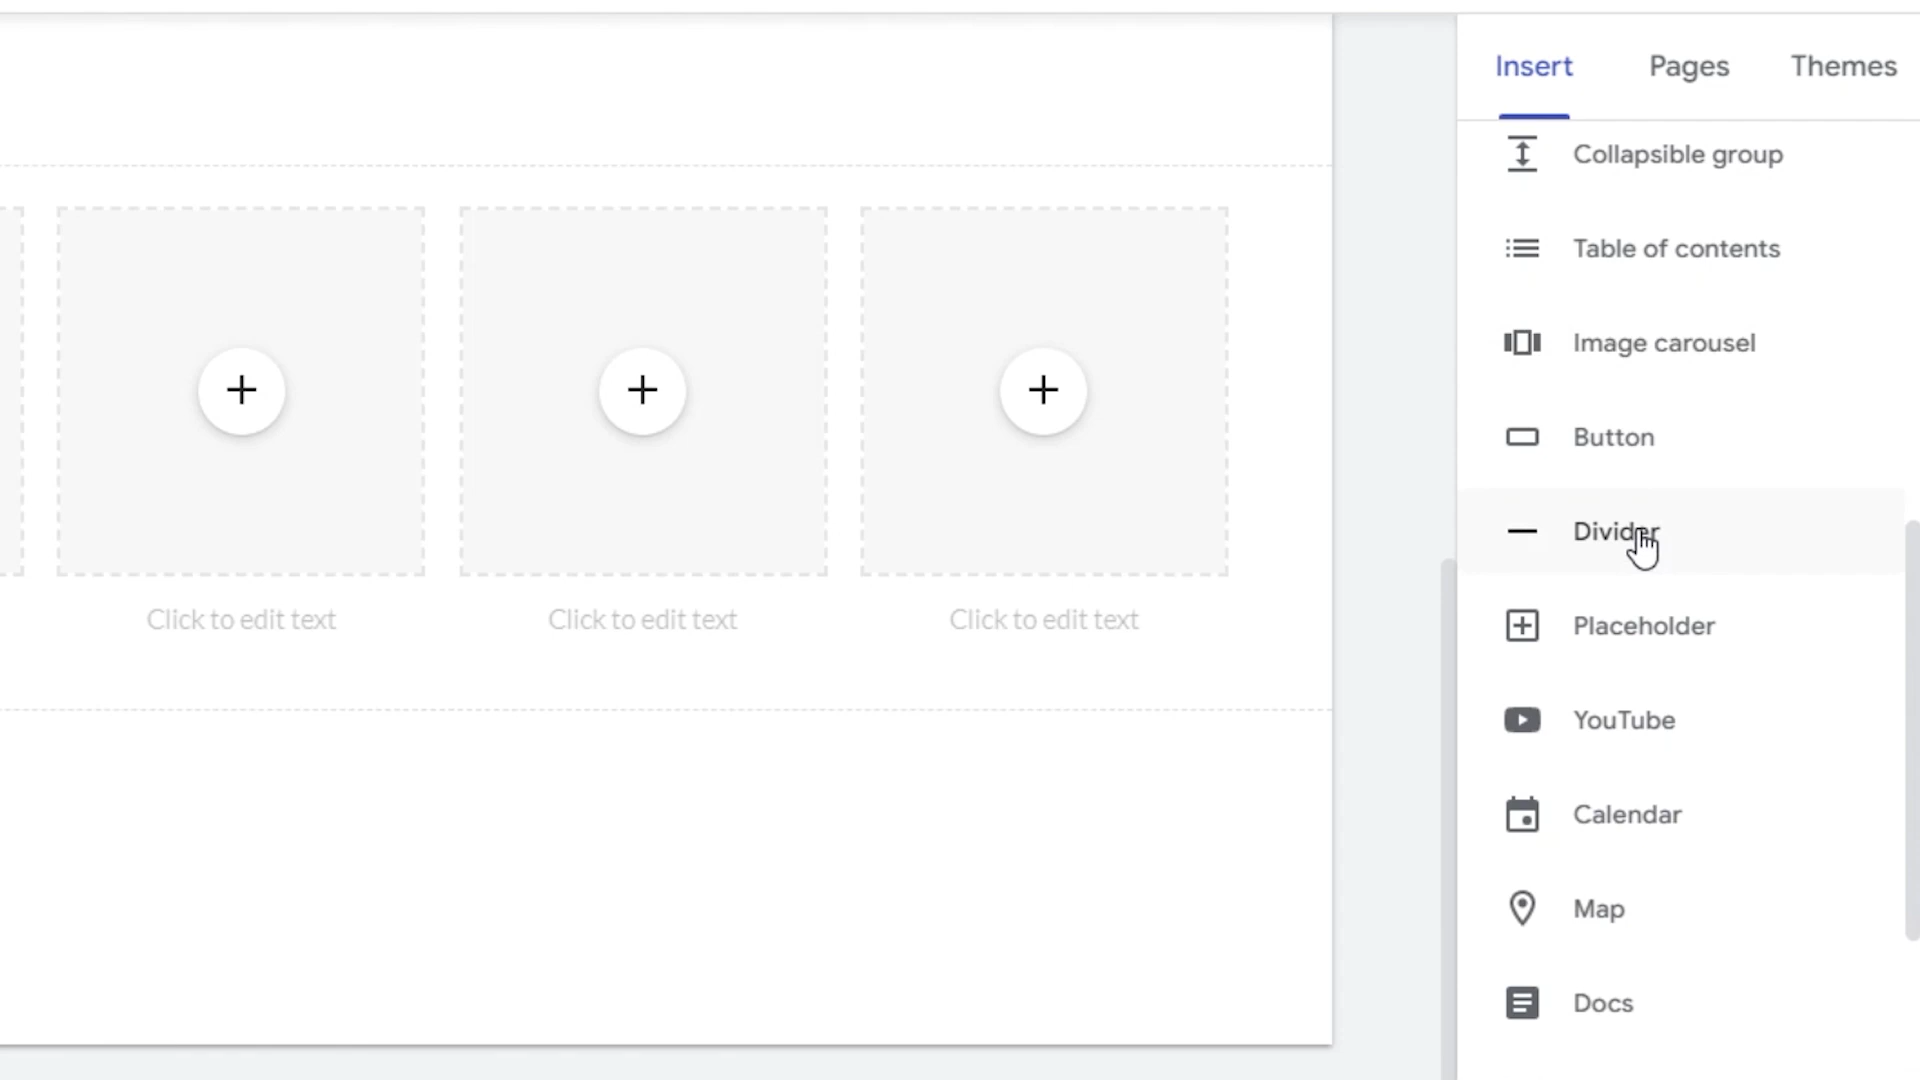 Insert Pages Themes
Collapsible group
Table of contents
Image carousel
Button
Divider
Placeholder
YouTube
Calendar
Map
Docs
Click to edit text Click to edit text Click to edit text